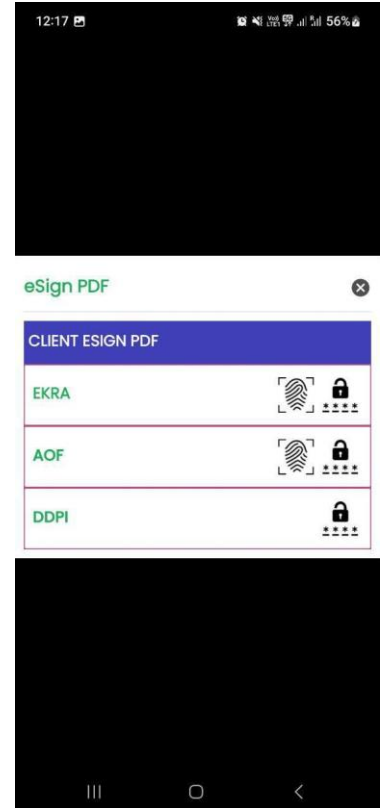 12:17
56%
eSign PDF
CLIENT ESIGN PDF
EKRA
****
AOF
****
DDPI
****